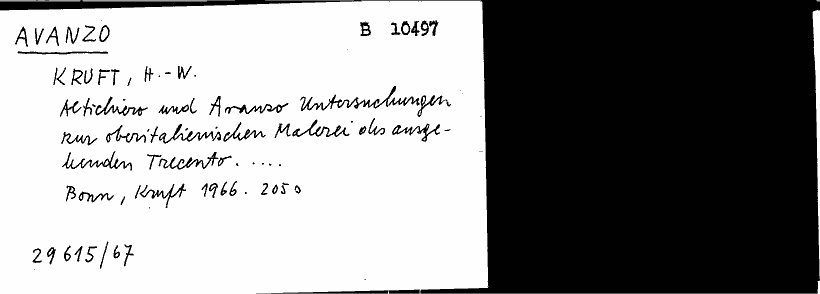 AVANZO
B 10497
KRUFT, H.-W.
Altichiero und Avanzo Untersuchungen
zur oberitalienischen Malerei des ausge-
henden Trecento. ....
Bonn, Kruft 1966. 205 s
29615/67